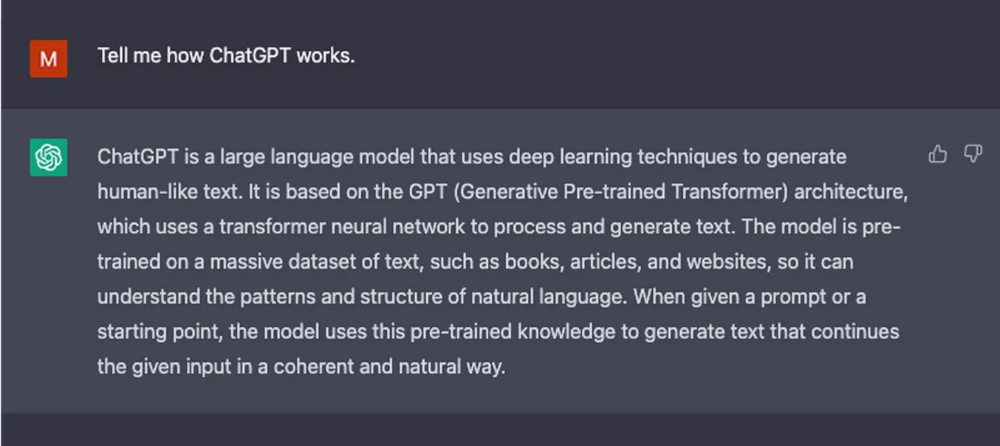 M
Tell me how ChatGPT works.
ChatGPT is a large language model that uses deep learning techniques to generate
human-like text. It is based on the GPT (Generative Pre-trained Transformer) architecture,
which uses a transformer neural network to process and generate text. The model is pre-
trained on a massive dataset of text, such as books, articles, and websites, so it can
understand the patterns and structure of natural language. When given a prompt or a
starting point, the model uses this pre-trained knowledge to generate text that continues
the given input in a coherent and natural way.